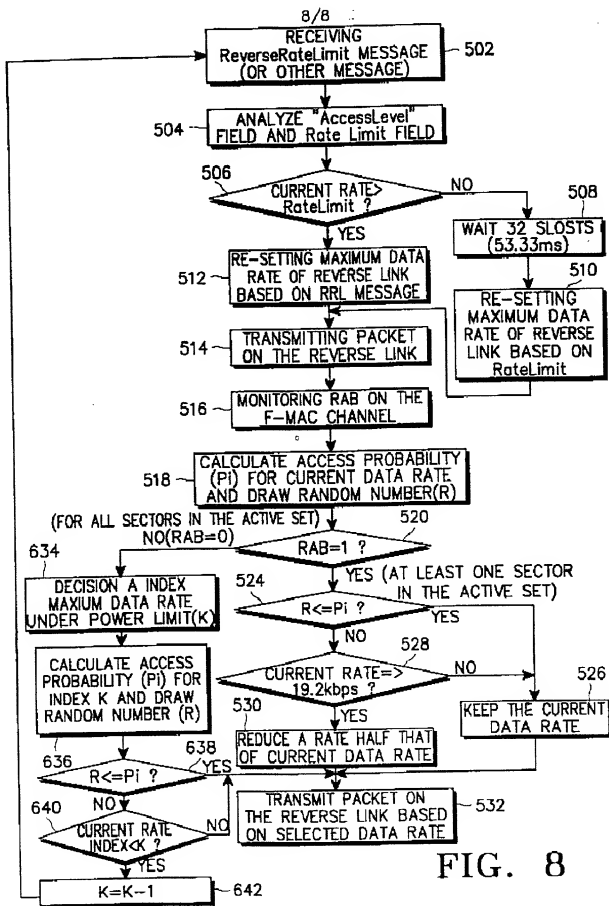 8/8
RECEIVING
ReverseRateLimit MESSAGE
(OR OTHER MESSAGE)
502
504
ANALYZE "AccessLevel"
FIELD AND Rate Limit FIELD
506
CURRENT RATE>
RateLimit ?
NO
508
WAIT 32 SLOSTS
(53.33ms)
YES
512
RE-SETTING MAXIMUM DATA
RATE OF REVERSE LINK
BASED ON RRL MESSAGE
510
RE-SETTING
MAXIMUM DATA
RATE OF REVERSE
LINK BASED ON
RateLimit
514
TRANSMITTING PACKET
ON THE REVERSE LINK
516
MONITORING RAB ON THE
F-MAC CHANNEL
518
CALCULATE ACCESS PROBABILITY
(Pi) FOR CURRENT DATA RATE
AND DRAW RANDOM NUMBER(R)
(FOR ALL SECTORS IN THE ACTIVE SET)
NO(RAB=0)
520
RAB=1 ?
634
DECISION A INDEX
MAXIUM DATA RATE
UNDER POWER LIMIT(K)
YES (AT LEAST ONE SECTOR
IN THE ACTIVE SET)
524
R<=Pi ?
YES
NO
528
CURRENT RATE=>
19.2kbps ?
NO
526
KEEP THE CURRENT
DATA RATE
CALCULATE ACCESS
PROBABILITY (Pi) FOR
INDEX K AND DRAW
RANDOM NUMBER (R)
636
530
YES
REDUCE A RATE HALF THAT
OF CURRENT DATA RATE
638
R<=Pi ?
YES
NO
640
CURRENT RATE
INDEX<K ?
NO
YES
TRANSMIT PACKET ON
THE REVERSE LINK BASED
ON SELECTED DATA RATE
532
K=K-1
642
FIG. 8